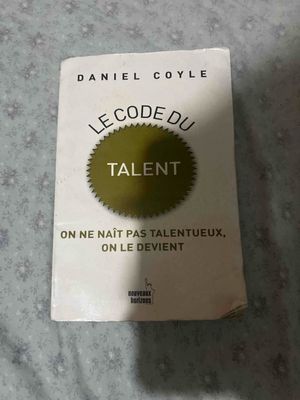 DANIEL COYLE
LE CODE DU
TALENT
ON NE NAÎT PAS TALENTUEUX,
ON LE DEVIENT
nouveaux
horizons